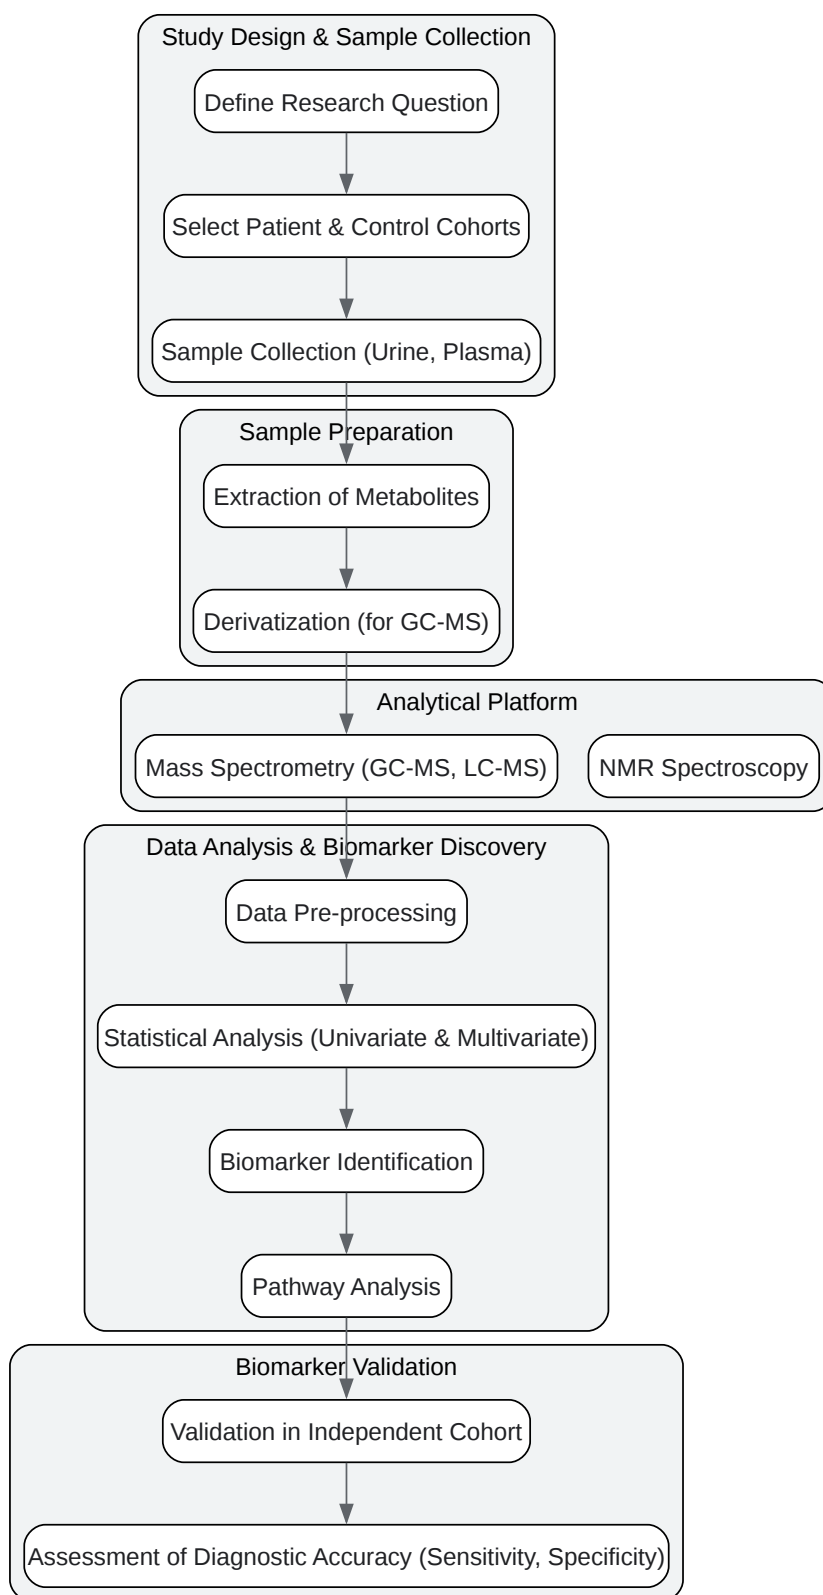 Study Design & Sample Collection
Define Research Question
Select Patient & Control Cohorts
Sample Collection (Urine, Plasma)
Sample Preparation
Extraction of Metabolites
Derivatization (for GC-MS)
Analytical Platform
Mass Spectrometry (GC-MS, LC-MS)
NMR Spectroscopy
Data Analysis & Biomarker Discovery
Data Pre-processing
Statistical Analysis (Univariate & Multivariate)
Biomarker Identification
Pathway Analysis
Biomarker Validation
Validation in Independent Cohort
Assessment of Diagnostic Accuracy (Sensitivity, Specificity)